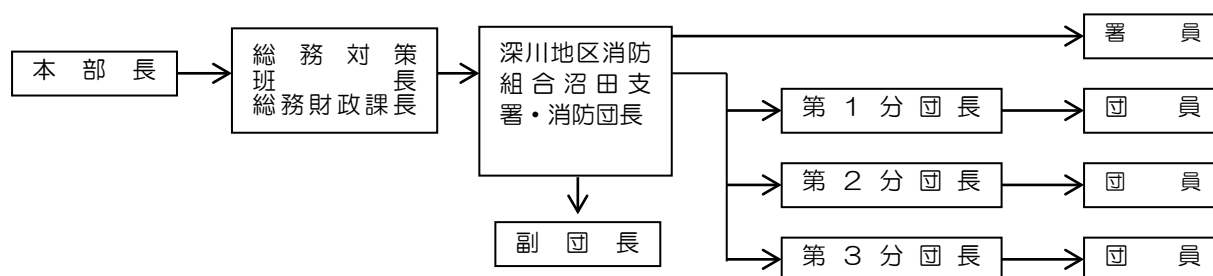 本部長
総務対策
班長
総務財政課長
深川地区消防
組合沼田支
署・消防団長
副団長
署員
第1分団長
団員
第2分団長
団員
第3分団長
団員